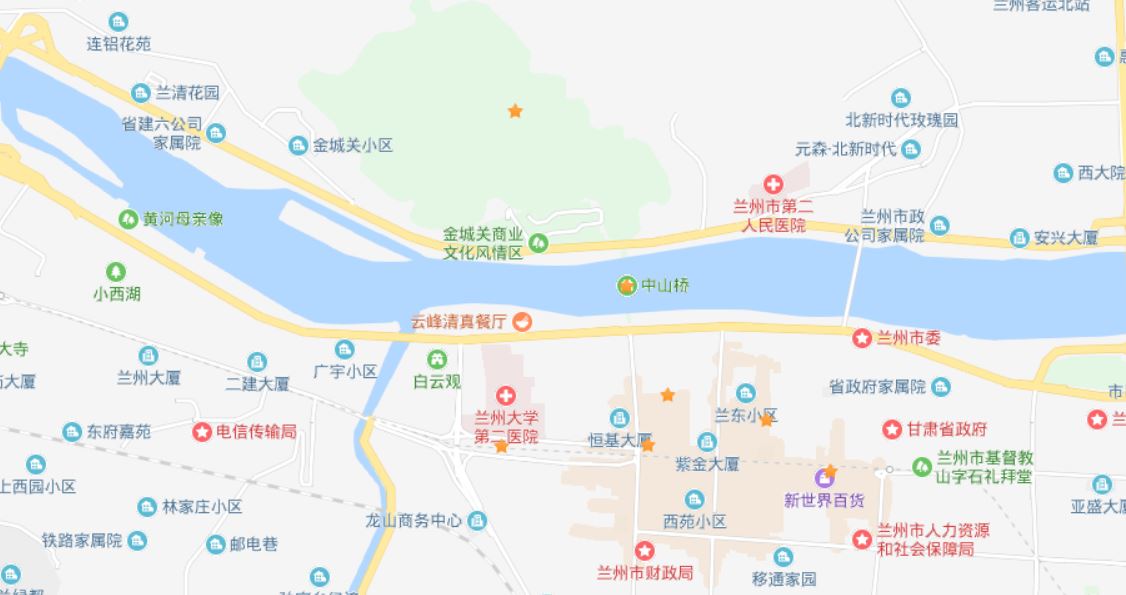 兰州客运北站
连铝花苑
兰清花园
省建六公司
家属院
金城关小区
北新时代玫瑰园
元森·北新时代
西大院
兰州市第二
人民医院
黄河母亲像
兰州市政
公司家属院
金城关商业
文化风情区
安兴大厦
小西湖
中山桥
云峰清真餐厅
兰州市委
大寺
兰州大厦
二建大厦
广宇小区
白云观
大厦
省政府家属院
市
兰州大学
第二医院
恒基大厦
兰东小区
兰
东府嘉苑
电信传输局
甘肃省政府
紫金大厦
兰州市基督教
山字石礼拜堂
上西园小区
新世界百货
林家庄小区
龙山商务中心
西苑小区
亚盛大厦
铁路家属院
邮电巷
兰州市人力资源
和社会保障局
兰州市财政局
移通家园